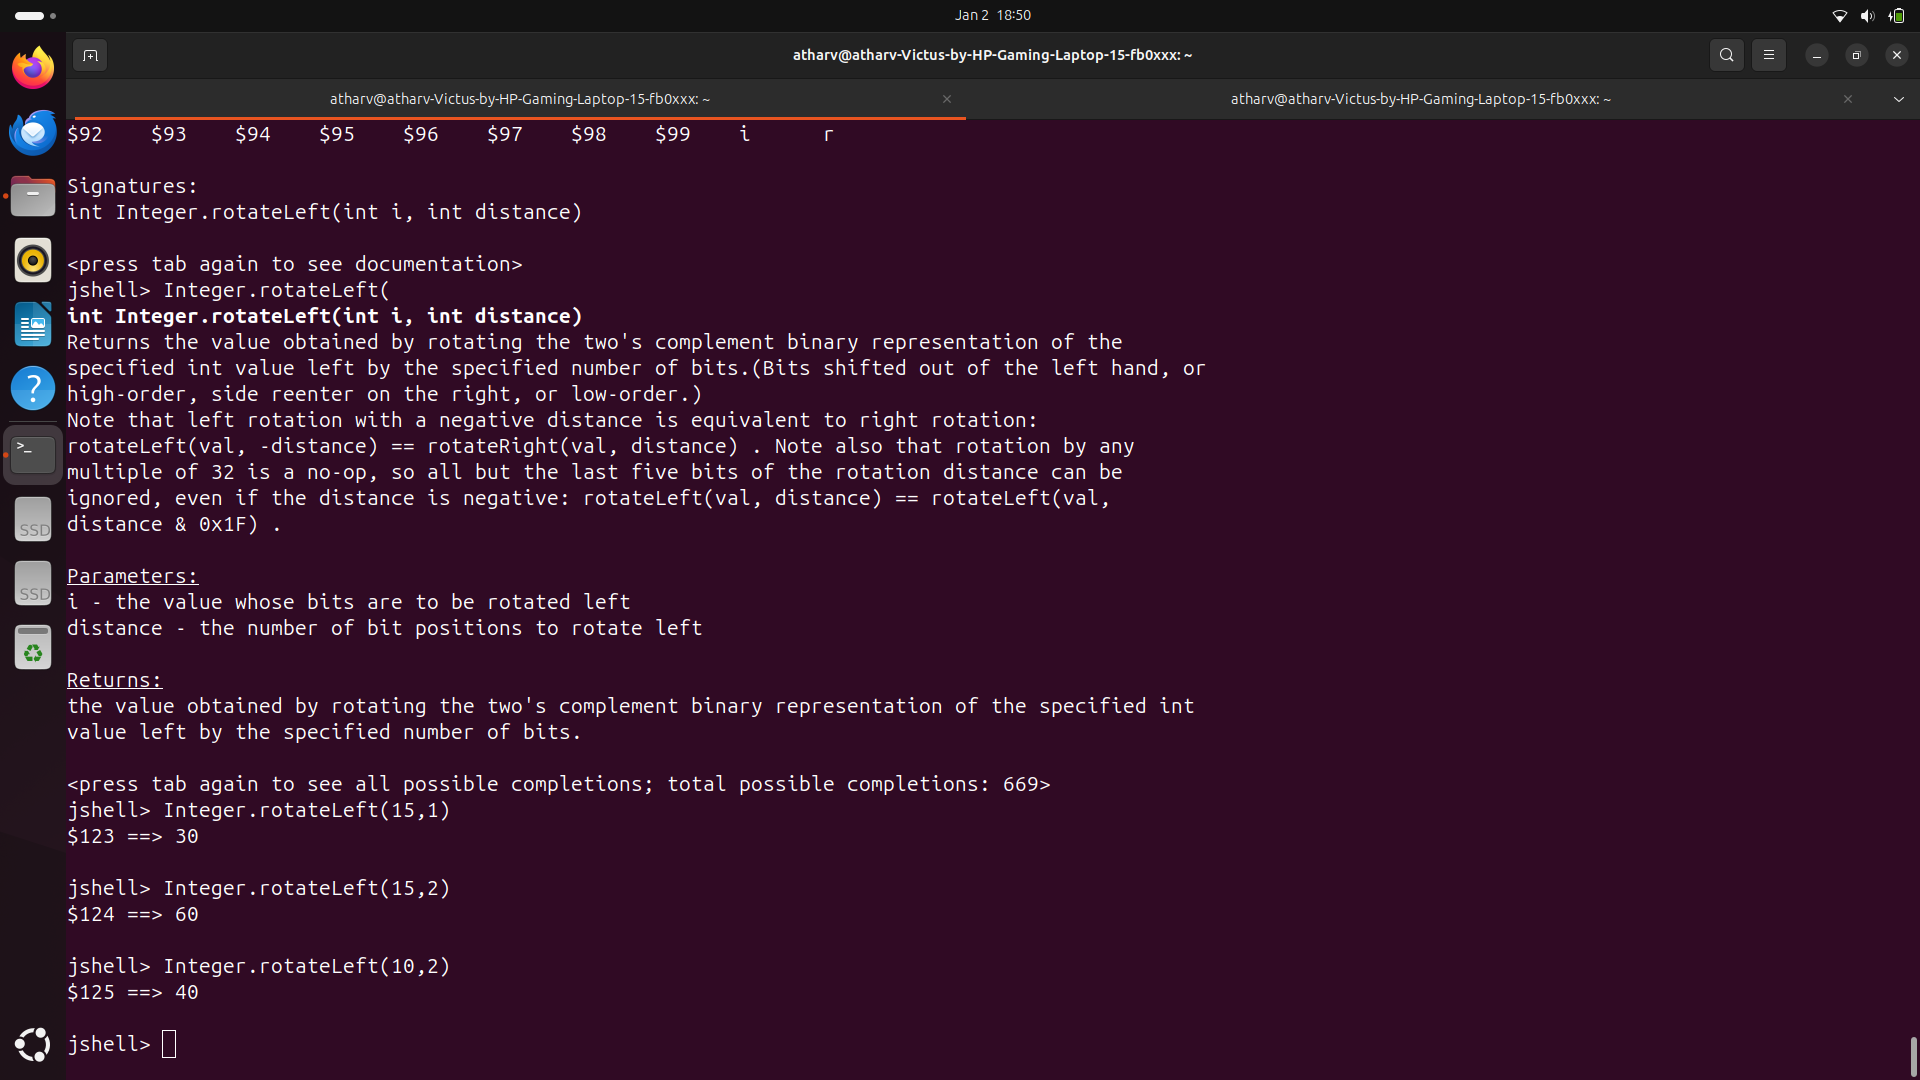 Jan 2 18:50
atharv@atharv-Victus-by-HP-Gaming-Laptop-15-fb0xxx: ~
atharv@atharv-Victus-by-HP-Gaming-Laptop-15-fb0xxx: ~
atharv@atharv-Victus-by-HP-Gaming-Laptop-15-fb0xxx: ~
$92 $93 $94 $95 $96 $97 $98 $99 i r
Signatures:
int Integer.rotateLeft(int i, int distance)
<press tab again to see documentation>
jshell> Integer.rotateLeft(
int Integer.rotateLeft(int i, int distance)
Returns the value obtained by rotating the two's complement binary representation of the
specified int value left by the specified number of bits.(Bits shifted out of the left hand, or
high-order, side reenter on the right, or low-order.)
Note that left rotation with a negative distance is equivalent to right rotation:
rotateLeft(val, -distance) == rotateRight(val, distance) . Note also that rotation by any
multiple of 32 is a no-op, so all but the last five bits of the rotation distance can be
ignored, even if the distance is negative: rotateLeft(val, distance) == rotateLeft(val,
distance & 0x1F) .
Parameters:
i - the value whose bits are to be rotated left
distance - the number of bit positions to rotate left
Returns:
the value obtained by rotating the two's complement binary representation of the specified int
value left by the specified number of bits.
<press tab again to see all possible completions; total possible completions: 669>
jshell> Integer.rotateLeft(15,1)
$123 ==> 30
jshell> Integer.rotateLeft(15,2)
$124 ==> 60
jshell> Integer.rotateLeft(10,2)
$125 ==> 40
jshell>
?
>_
SSD
SSD